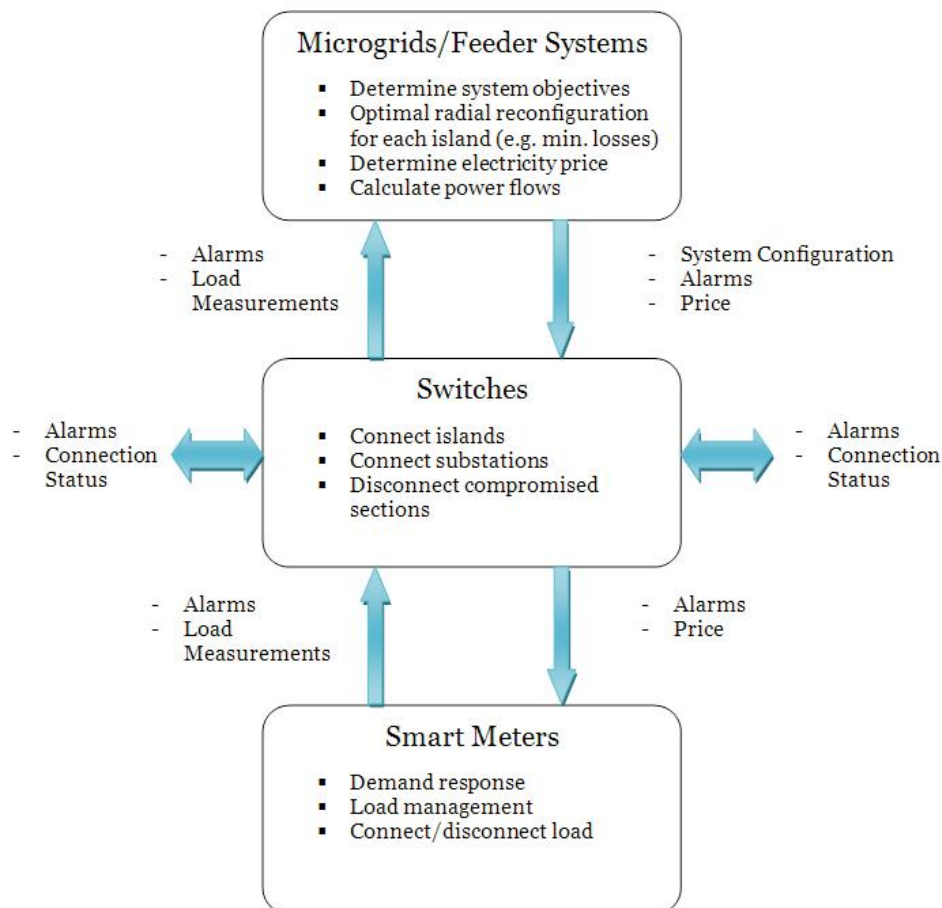 Microgrids/Feeder Systems
▪ Determine system objectives
▪ Optimal radial reconfiguration
for each island (e.g. min. losses)
▪ Determine electricity price
▪ Calculate power flows
- Alarms
- Load
Measurements
- System Configuration
- Alarms
- Price
Switches
▪ Connect islands
▪ Connect substations
▪ Disconnect compromised
sections
- Alarms
- Connection
Status
- Alarms
- Connection
Status
- Alarms
- Load
Measurements
- Alarms
- Price
Smart Meters
▪ Demand response
▪ Load management
▪ Connect/disconnect load